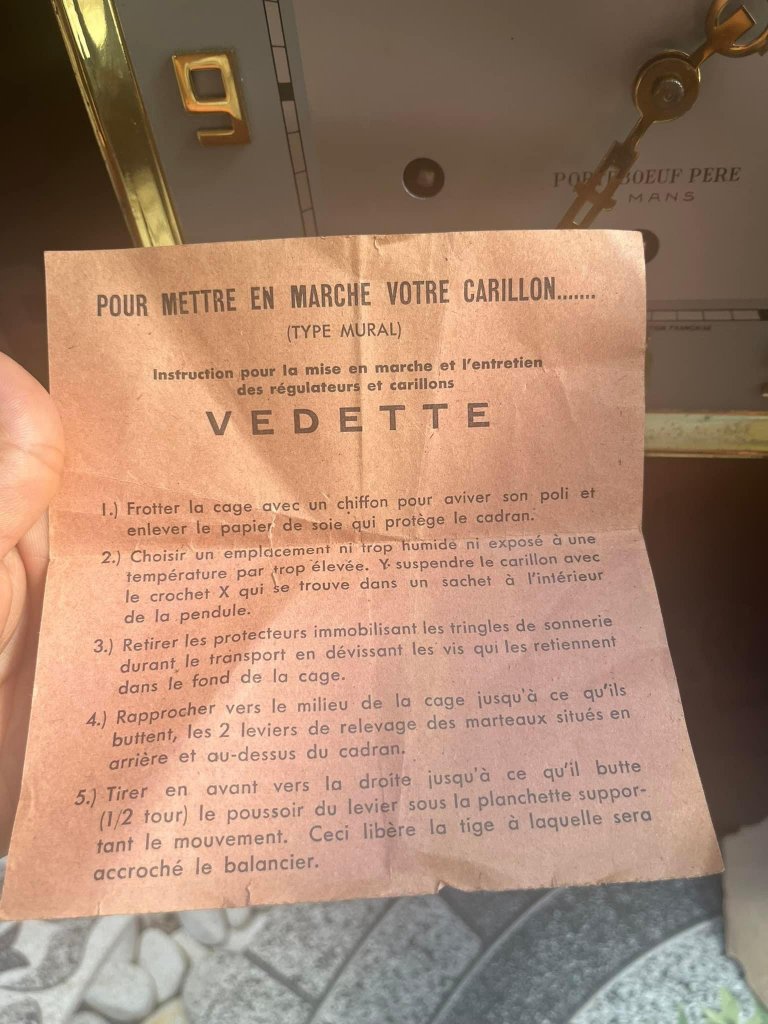 9
PORTEBOEUF PERE
MANS
FRANÇAISE
POUR METTRE EN MARCHE VOTRE CARILLON.......
(TYPE MURAL)
Instruction pour la mise en marche et l'entretien
des régulateurs et carillons
VEDETTE
1.) Frotter la cage avec un chiffon pour aviver son poli et
enlever le papier de soie qui protège le cadran.
2.) Choisir un emplacement ni trop humide ni exposé à une
température par trop élevée. Y suspendre le carillon avec
le crochet X qui se trouve dans un sachet à l'intérieur
de la pendule.
3.) Retirer les protecteurs immobilisant les tringles de sonnerie
durant le transport en dévissant les vis qui les retiennent
dans le fond de la cage.
4.) Rapprocher vers le milieu de la cage jusqu'à ce qu'ils
buttent, les 2 leviers de relevage des marteaux situés en
arrière et au-dessus du cadran.
5.) Tirer en avant vers la droite jusqu'à ce qu'il butte
(1/2 tour) le poussoir du levier sous la planchette suppor-
tant le mouvement. Ceci libère la tige à laquelle sera
accroché le balancier.